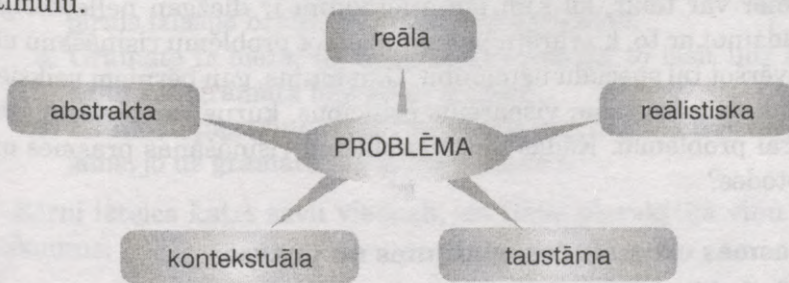 reāla
abstrakta
reālistiska
PROBLĒMA
kontekstuāla
taustāma